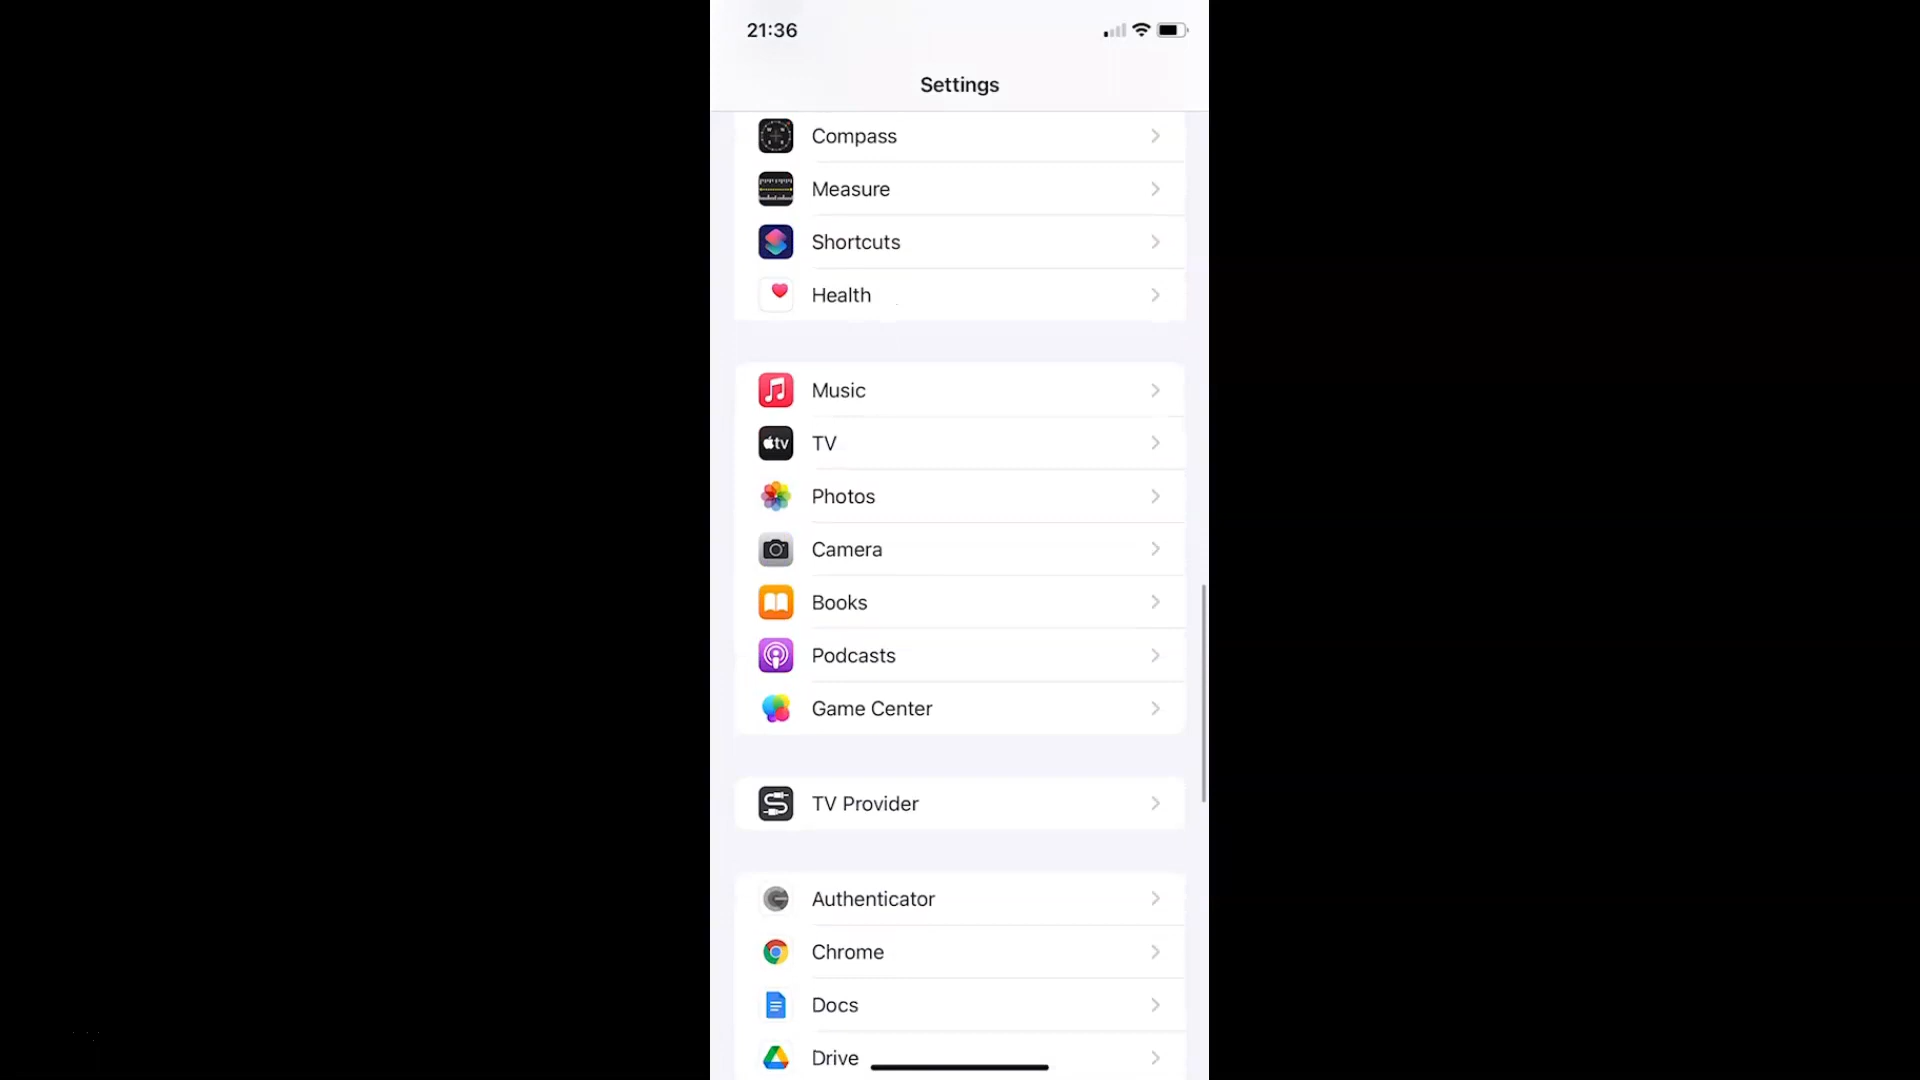 21:36
Settings
Compass
Measure
Shortcuts
Health
Music
tv
TV
Photos
Camera
Books
Podcasts
Game Center
TV Provider
Authenticator
Chrome
Docs
Drive